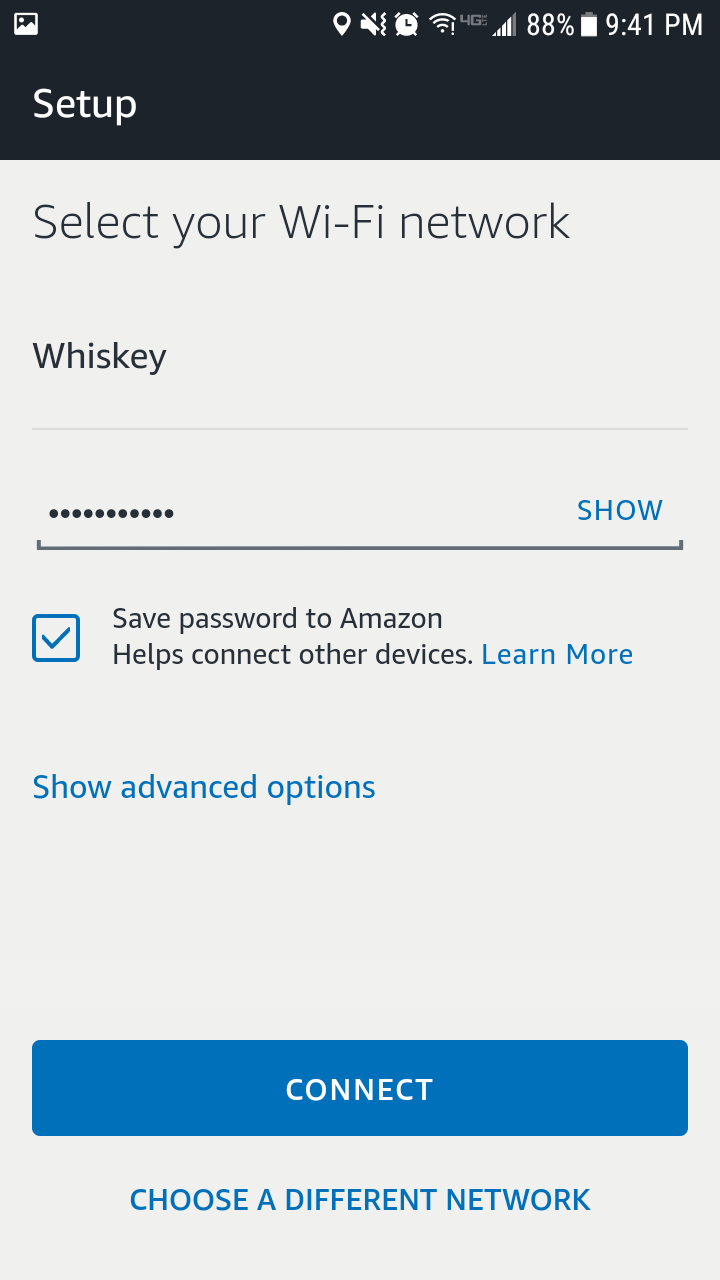 4G 88% 9:41 PM
Setup
Select your Wi-Fi network
Whiskey
••••••••••• SHOW
Save password to Amazon
Helps connect other devices. Learn More
Show advanced options
CONNECT
CHOOSE A DIFFERENT NETWORK